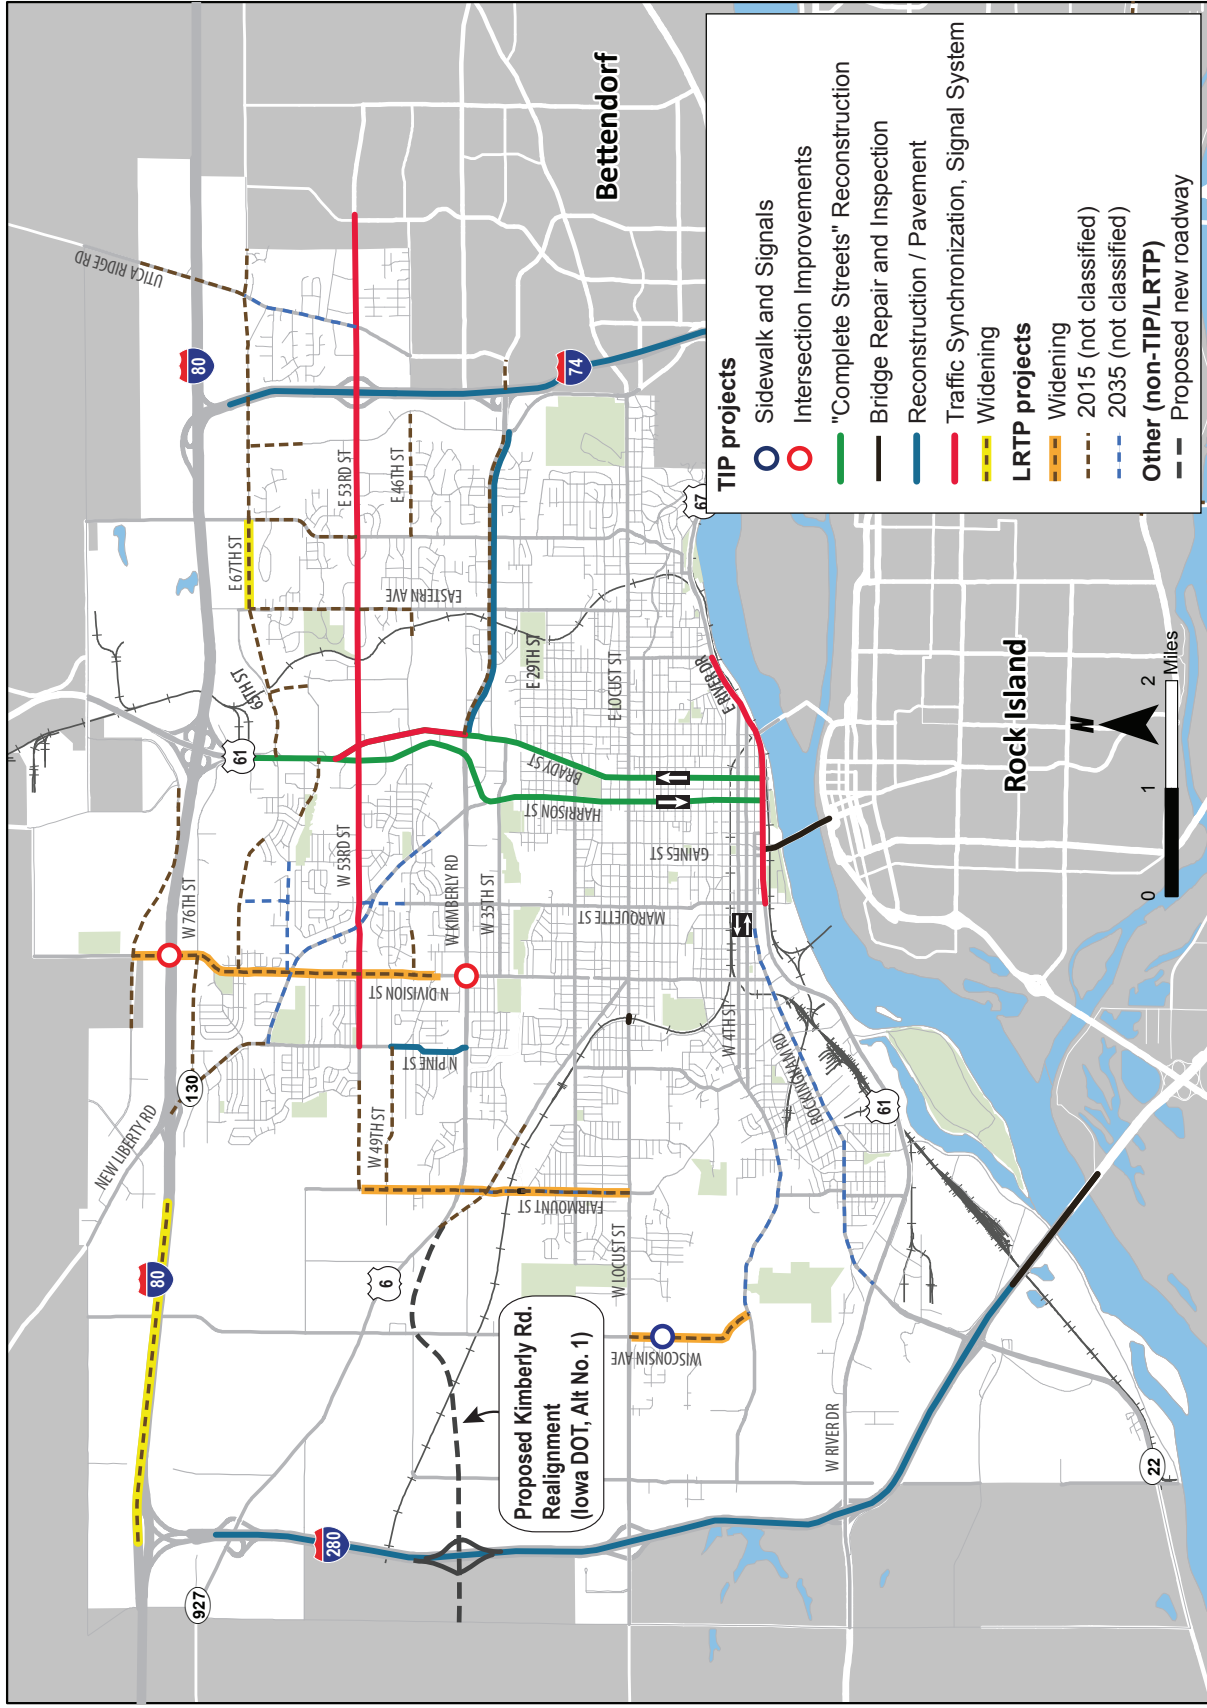 UTICA RIDGE RD
80
Bettendorf
74
E 53RD ST
E 46TH ST
E 67TH ST
EASTERN AVE
65TH ST
61
E 29TH ST
E LOCUST ST
E RIVER DR
67
BRADY ST
HARRISON ST
GAINES ST
MARQUETTE ST
W 53RD ST
W KIMBERLY RD
W 35TH ST
W 76TH ST
N DIVISION ST
N PINE ST
W 4TH ST
ROCKINGHAM RD
61
130
NEW LIBERTY RD
W 49TH ST
FAIRMOUNT ST
W LOCUST ST
80
6
WISCONSIN AVE
Proposed Kimberly Rd.
Realignment
(Iowa DOT, Alt No. 1)
W RIVER DR
22
280
927
Rock Island
N
0 1 2
Miles
TIP projects
Sidewalk and Signals
Intersection Improvements
"Complete Streets" Reconstruction
Bridge Repair and Inspection
Reconstruction / Pavement
Traffic Synchronization, Signal System
Widening
LRTP projects
Widening
2015 (not classified)
2035 (not classified)
Other (non-TIP/LRTP)
Proposed new roadway